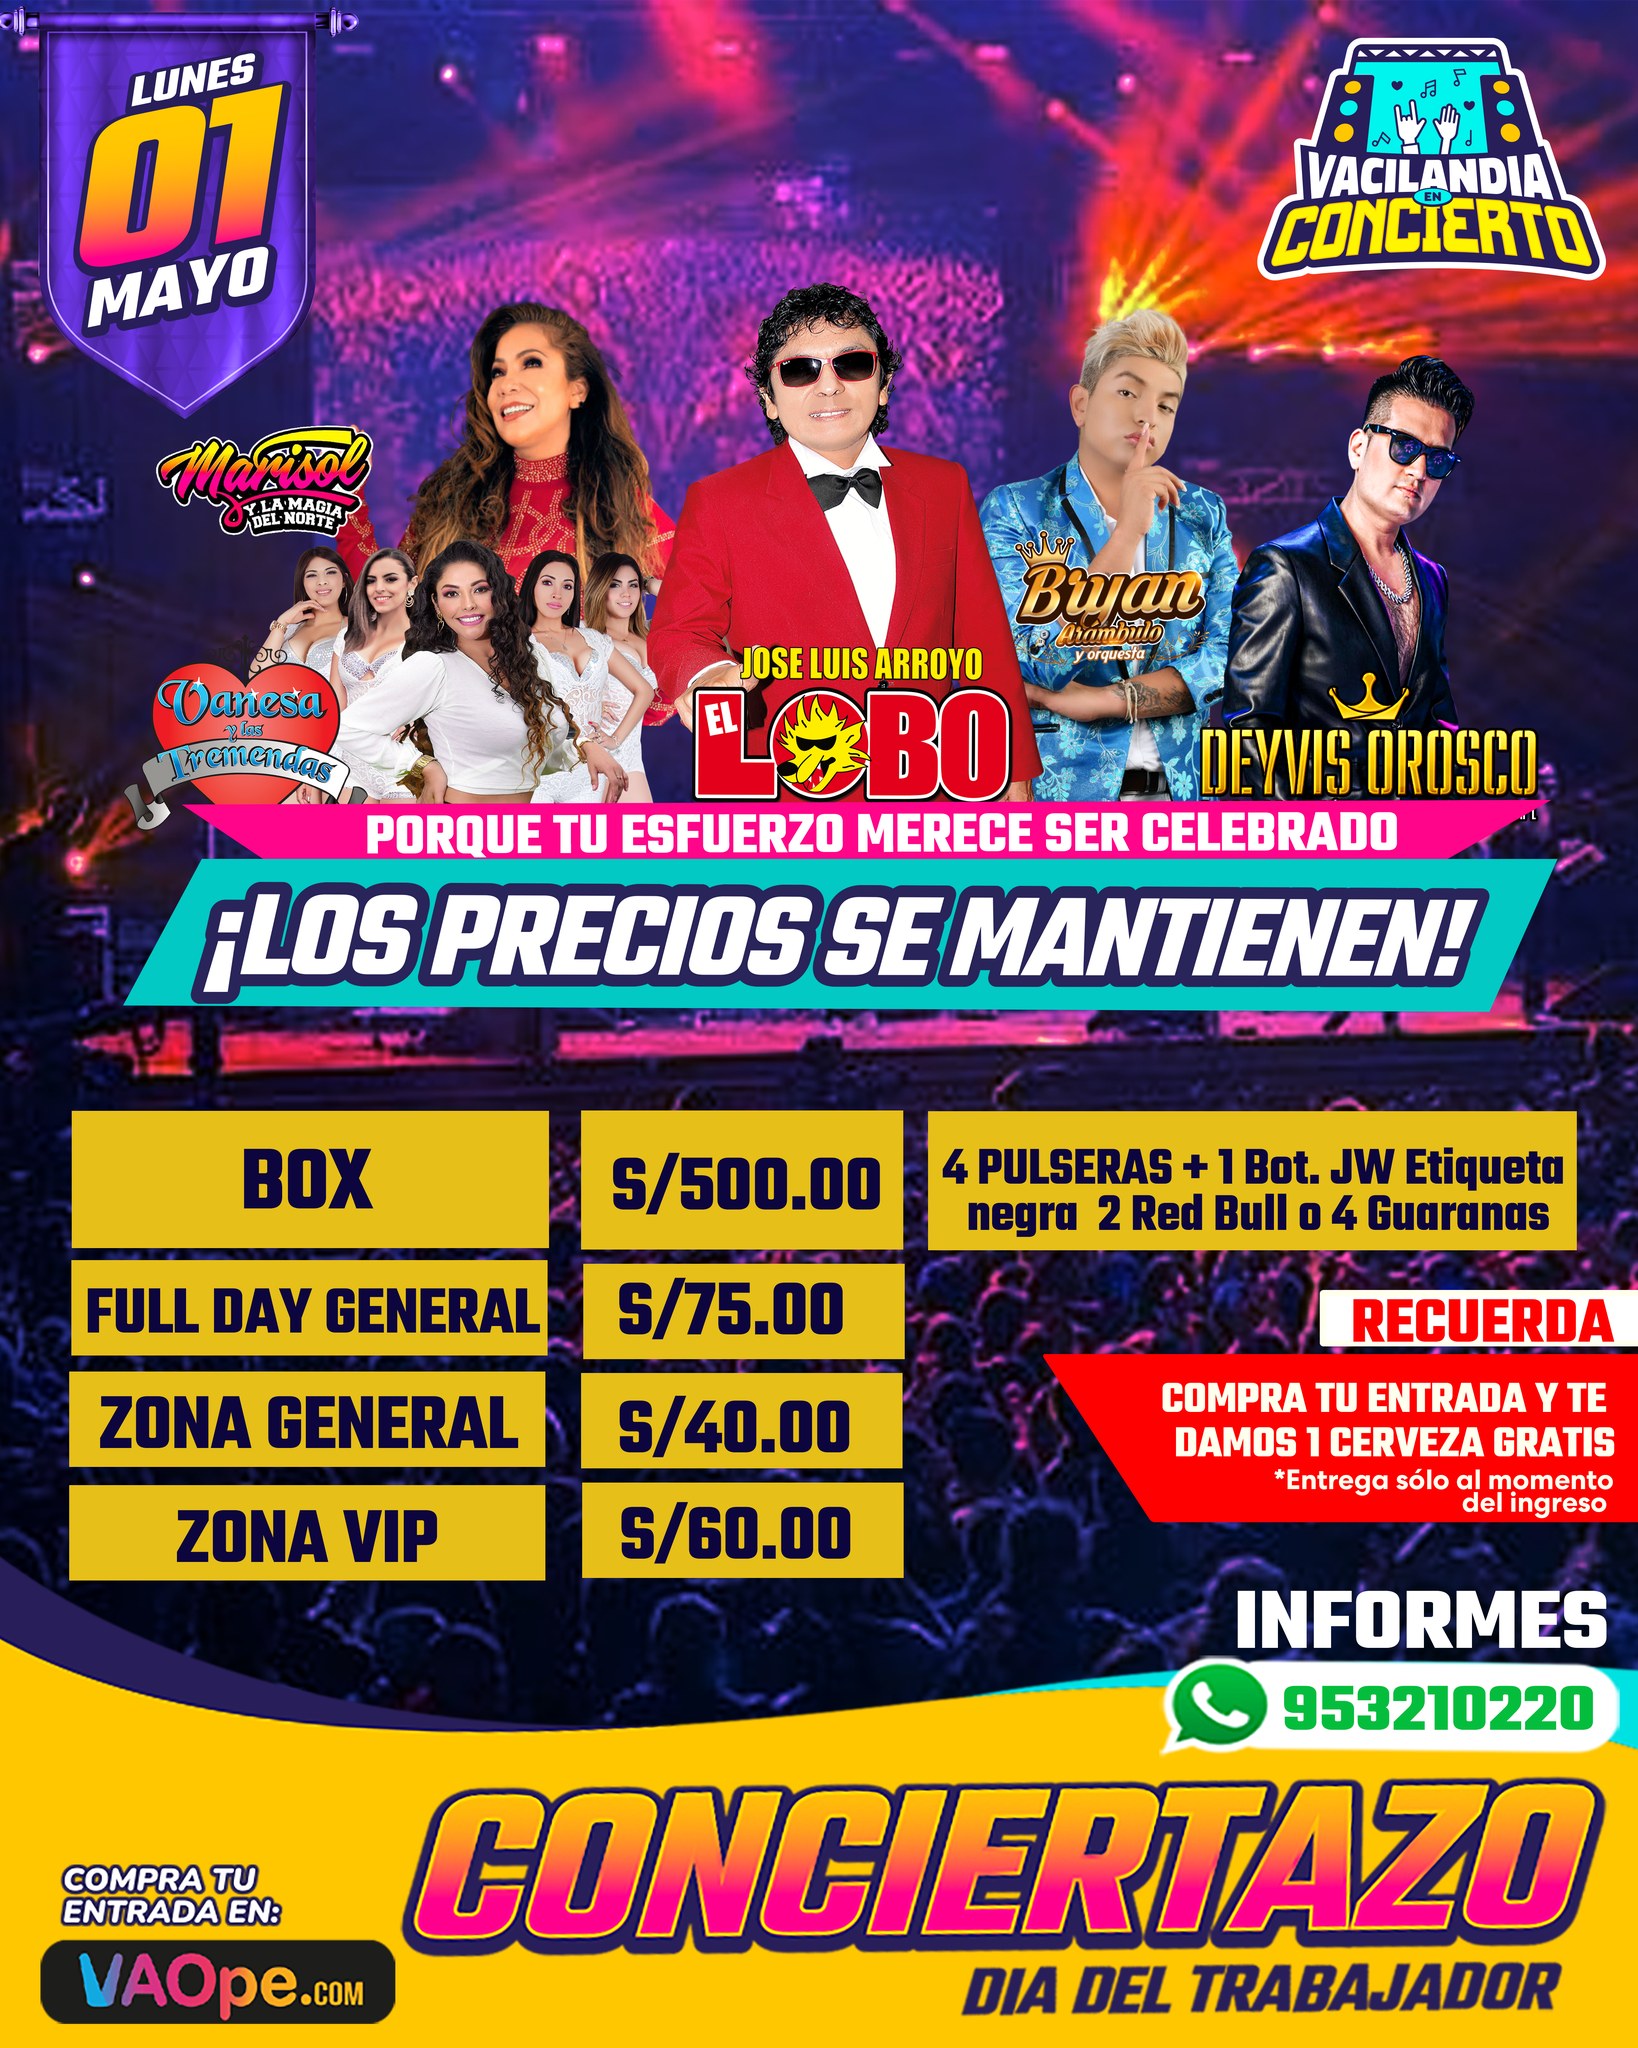 LUNES
01
MAYO
VACILANDIA
EN
CONCIERTO
Marisol
Y LA MAGIA
DEL NORTE
Vanesa
y las
Tremendas
JOSE LUIS ARROYO
EL LOBO
Bryan
Arámbulo
y orquesta
DEYVIS OROSCO
PORQUE TU ESFUERZO MERECE SER CELEBRADO
¡LOS PRECIOS SE MANTIENEN!
BOX
S/500.00
4 PULSERAS + 1 Bot. JW Etiqueta
negra 2 Red Bull o 4 Guaranas
FULL DAY GENERAL
S/75.00
ZONA GENERAL
S/40.00
ZONA VIP
S/60.00
RECUERDA
COMPRA TU ENTRADA Y TE
DAMOS 1 CERVEZA GRATIS
*Entrega sólo al momento
del ingreso
INFORMES
953210220
CONCIERTAZO
DIA DEL TRABAJADOR
COMPRA TU
ENTRADA EN:
VAOpe.COM